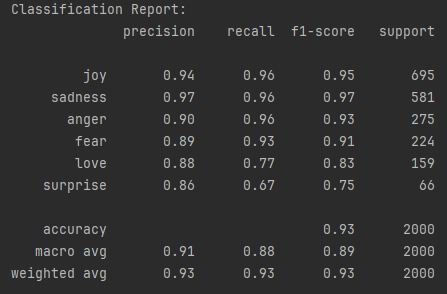 Classification Report:
precision recall f1-score support
joy 0.94 0.96 0.95 695
sadness 0.97 0.96 0.97 581
anger 0.90 0.96 0.93 275
fear 0.89 0.93 0.91 224
love 0.88 0.77 0.83 159
surprise 0.86 0.67 0.75 66
accuracy 0.93 2000
macro avg 0.91 0.88 0.89 2000
weighted avg 0.93 0.93 0.93 2000